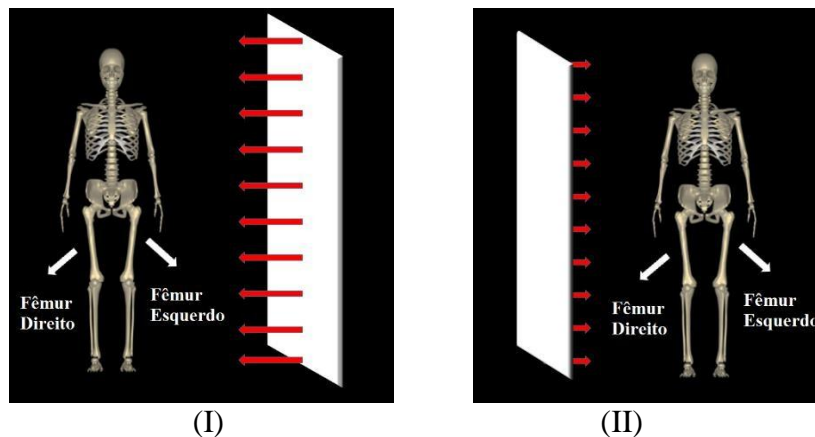 Fêmur
Direito
Fêmur
Esquerdo
Fêmur
Direito
Fêmur
Esquerdo
(I)
(II)